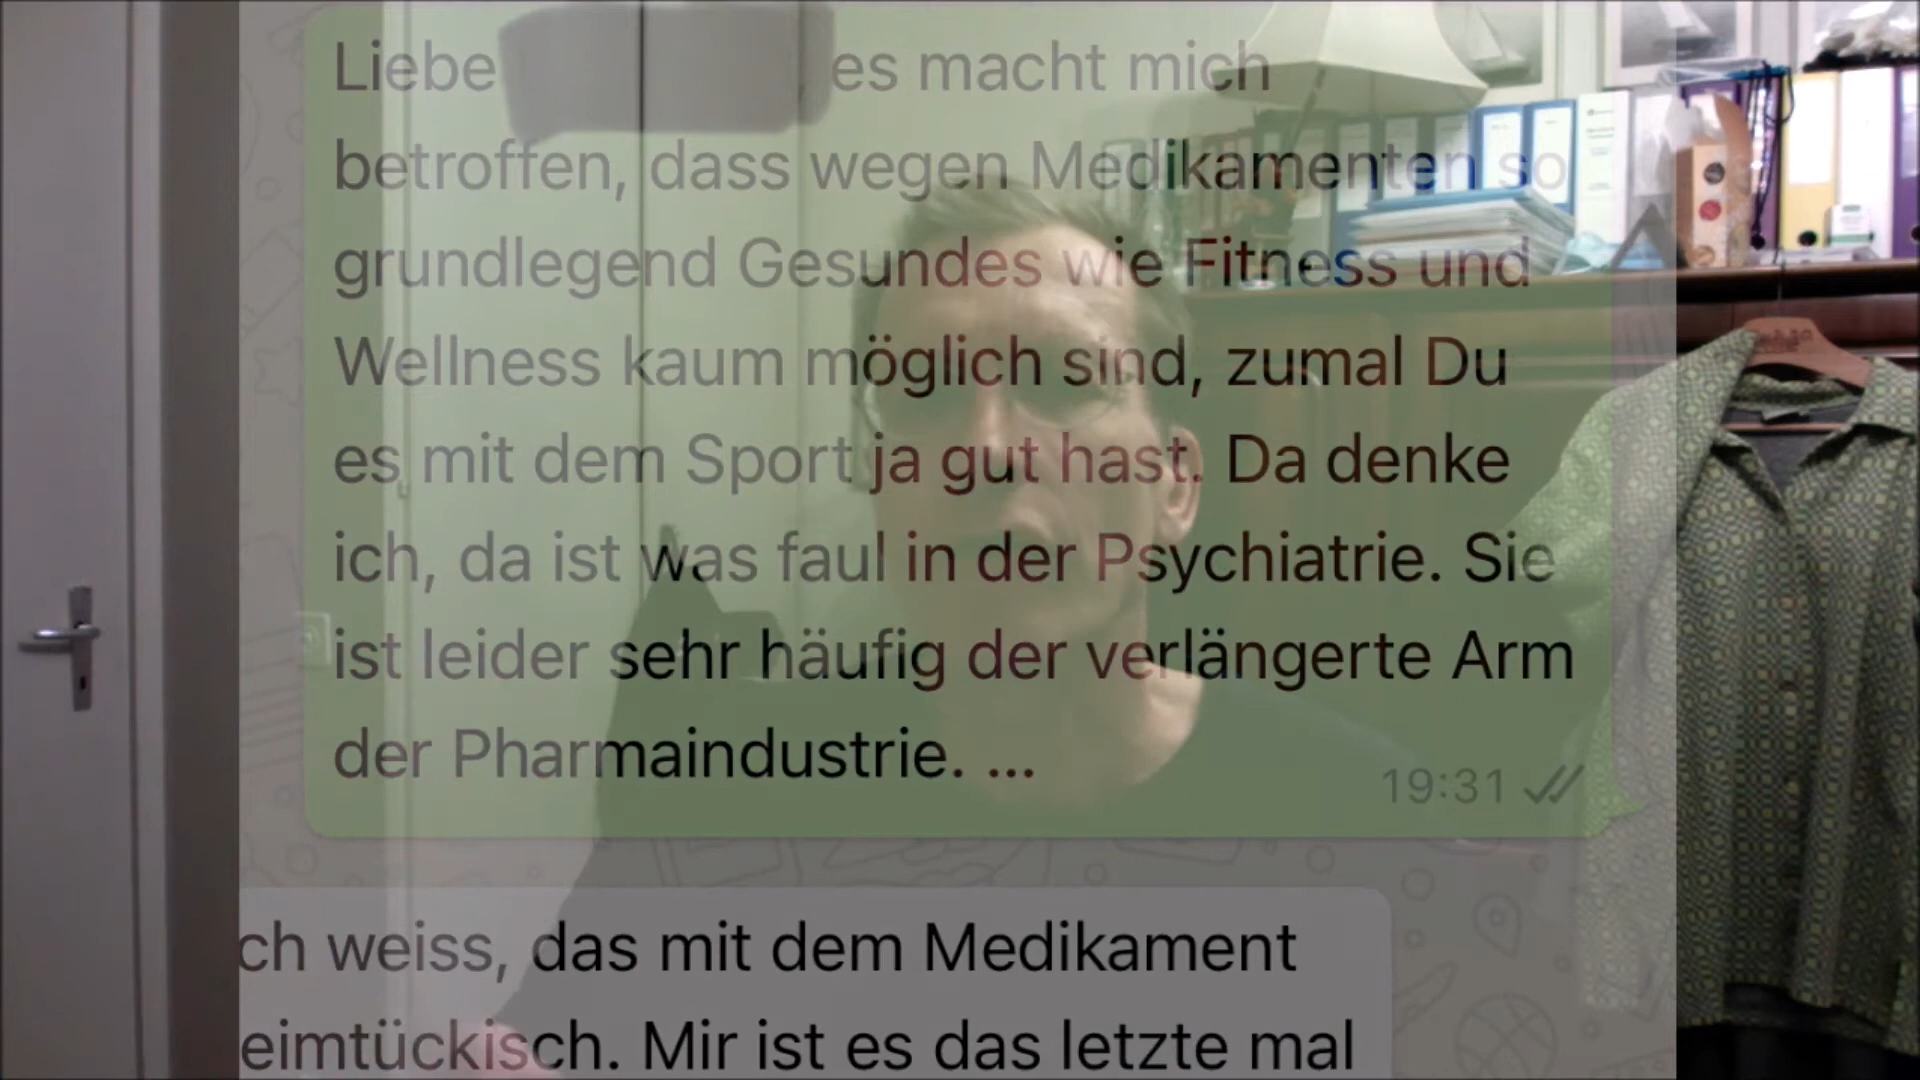 Liebe es macht mich
betroffen, dass wegen Medikamenten so
grundlegend Gesundes wie Fitness und
Wellness kaum möglich sind, zumal Du
es mit dem Sport ja gut hast. Da denke
ich, da ist was faul in der Psychiatrie. Sie
ist leider sehr häufig der verlängerte Arm
der Pharmaindustrie. ...
19:31
ch weiss, das mit dem Medikament
eimtückisch. Mir ist es das letzte mal